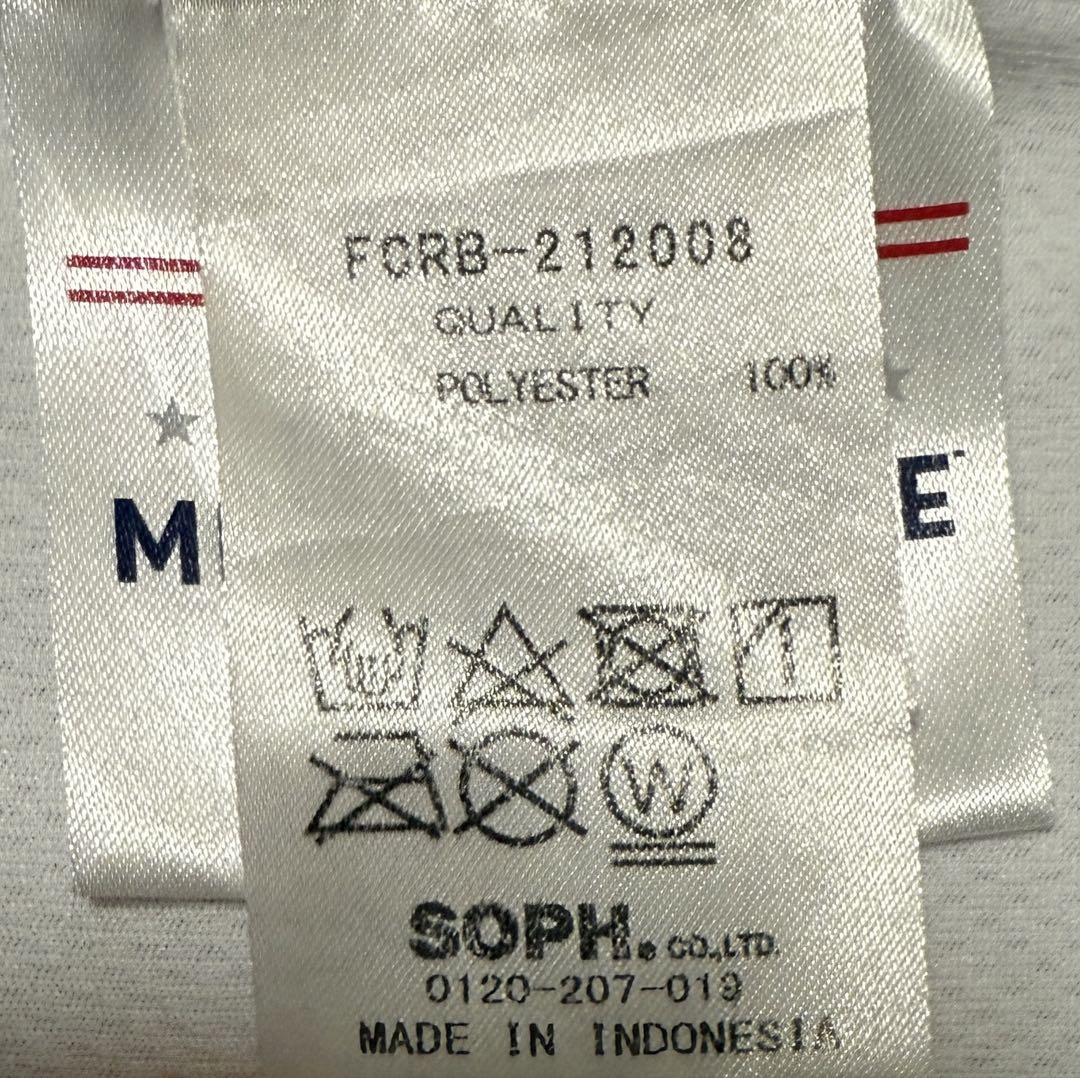 FCRB-212008
QUALITY
POLYESTER 100%
M
E
W
SOPH. CO.,LTD.
0120-207-019
MADE IN INDONESIA